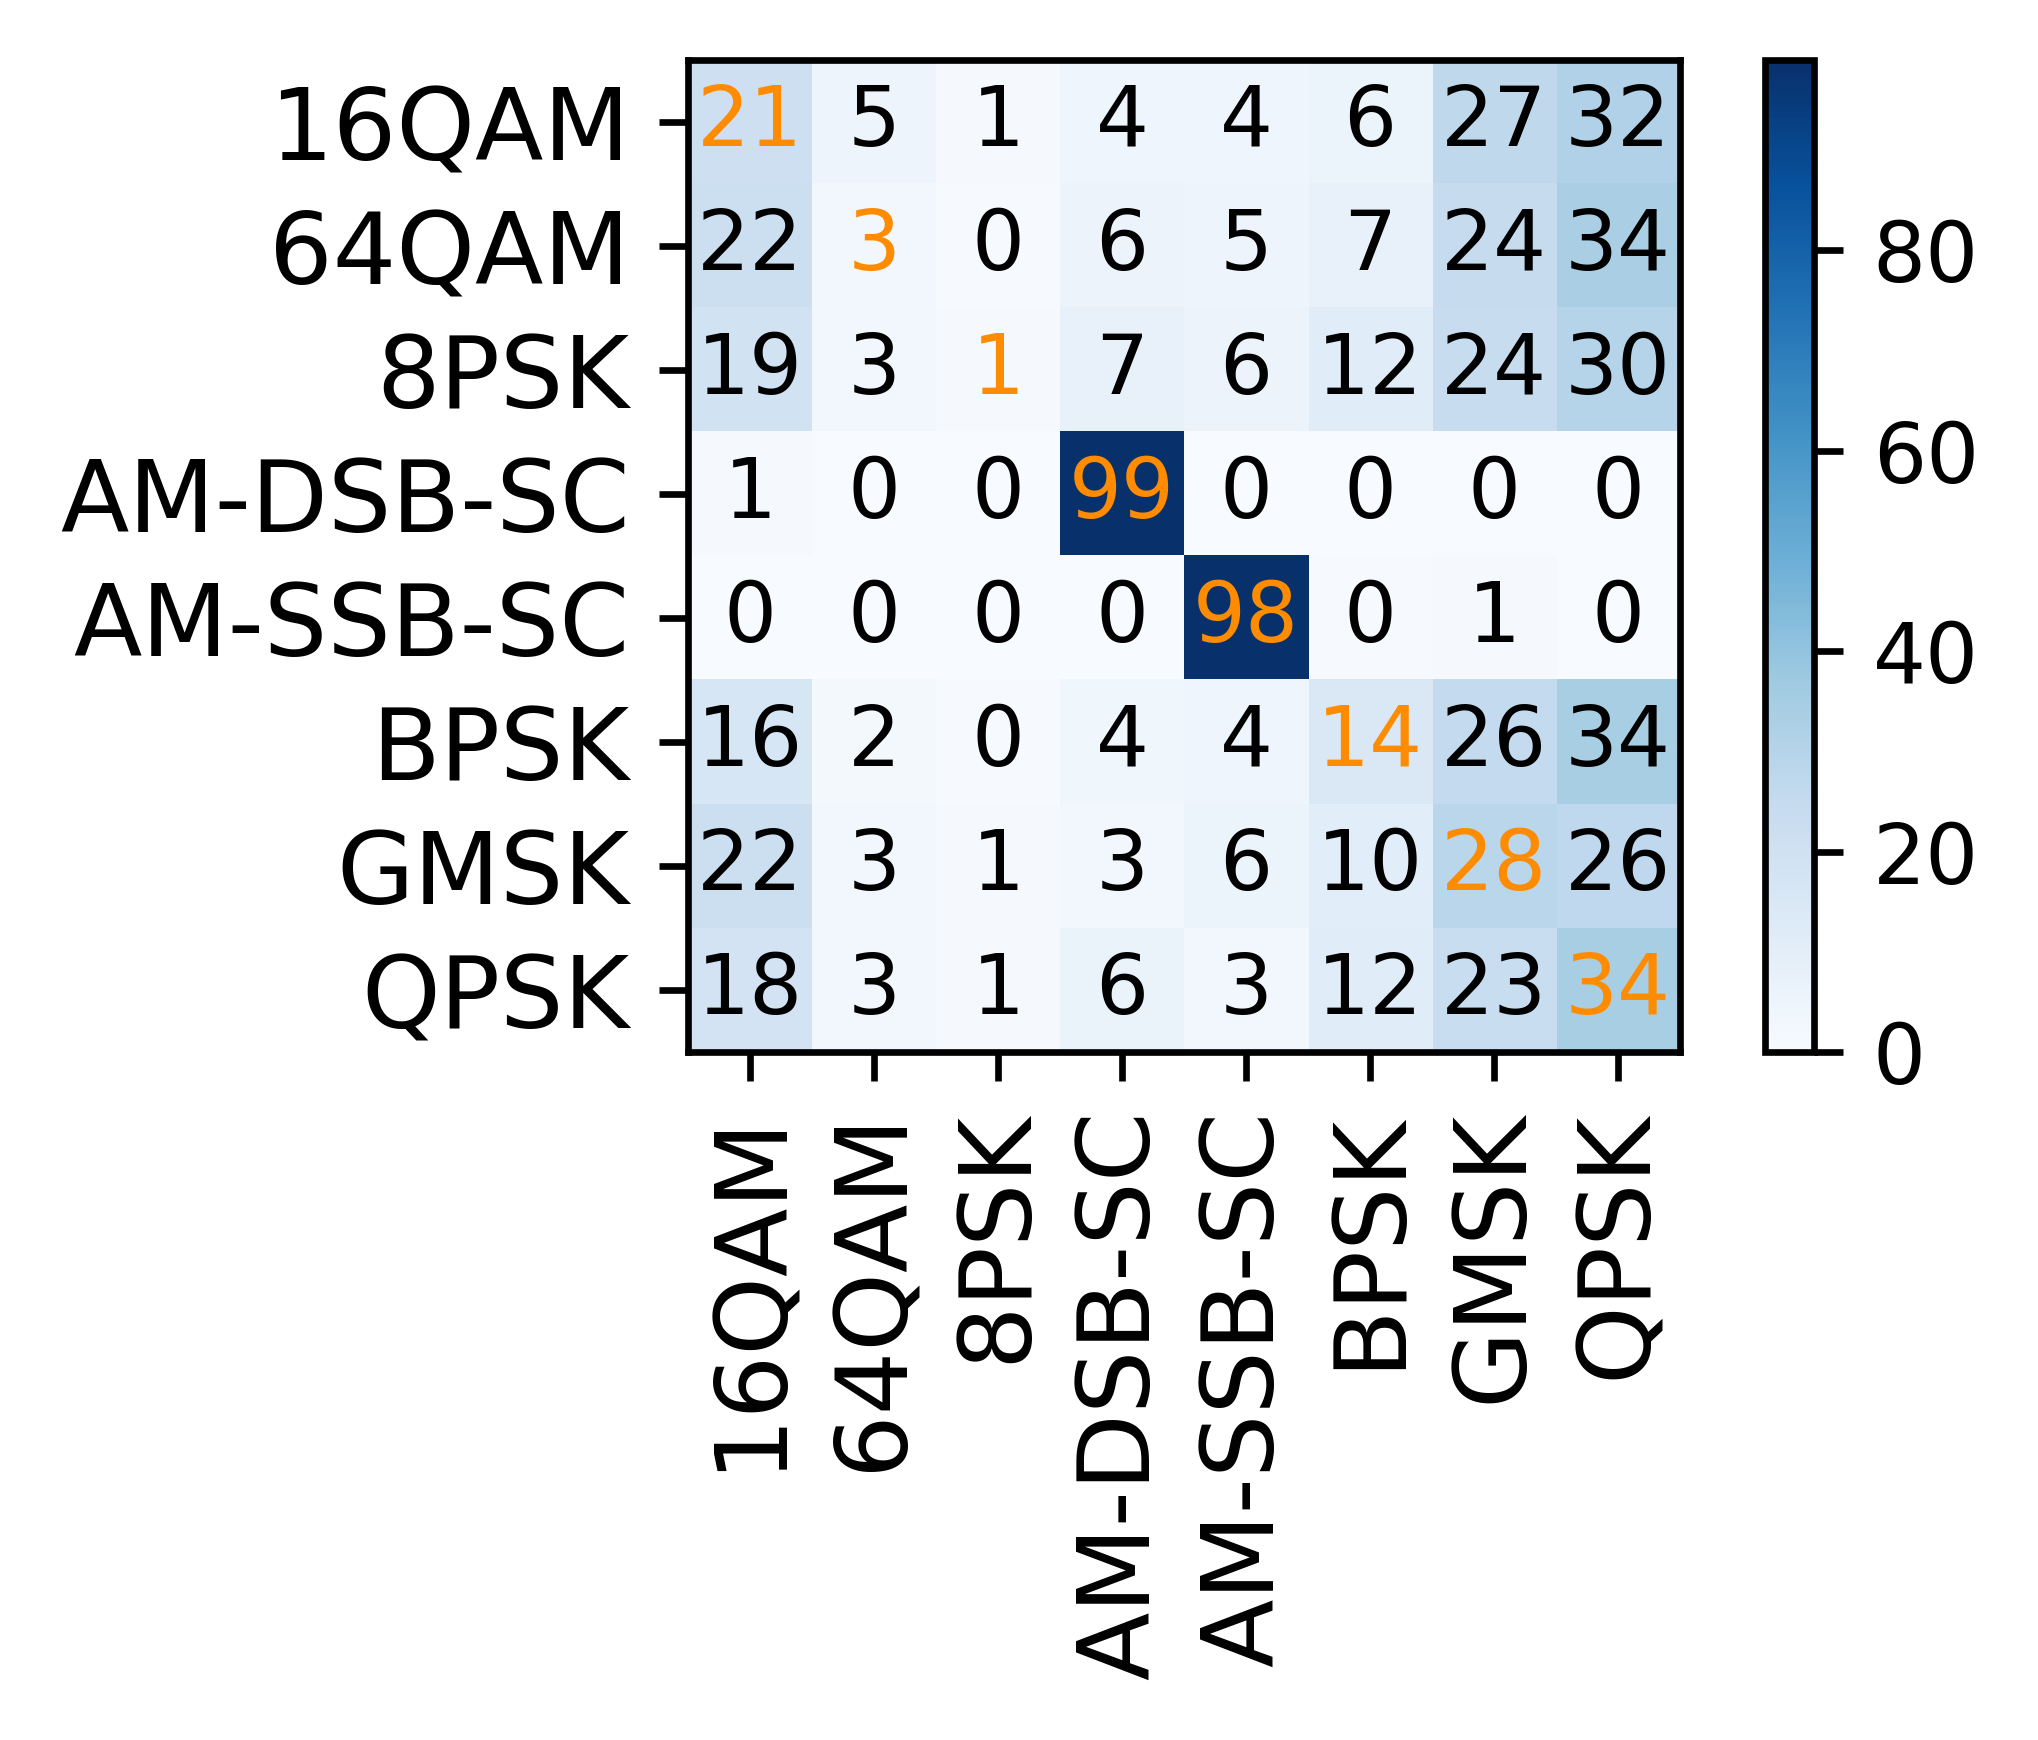 16QAM 21 5 1 4 4 6 27 32
64QAM 22 3 0 6 5 7 24 34
8PSK 19 3 1 7 6 12 24 30
AM-DSB-SC 1 0 0 99 0 0 0 0
AM-SSB-SC 0 0 0 0 98 0 1 0
BPSK 16 2 0 4 4 14 26 34
GMSK 22 3 1 3 6 10 28 26
QPSK 18 3 1 6 3 12 23 34
16QAM
64QAM
8PSK
AM-DSB-SC
AM-SSB-SC
BPSK
GMSK
QPSK
80
60
40
20
0